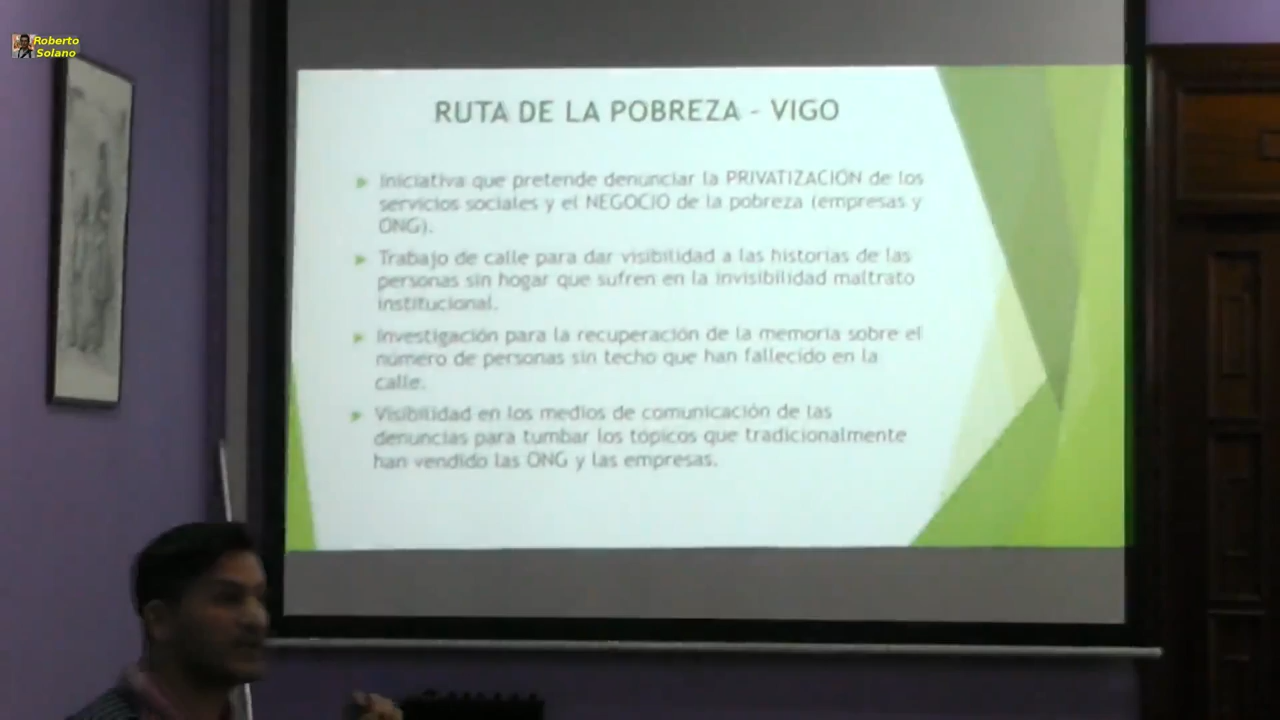 Roberto
Solano
RUTA DE LA POBREZA - VIGO
Iniciativa que pretende denunciar la PRIVATIZACIÓN de los
servicios sociales y el NEGOCIO de la pobreza (empresas y
ONG).
Trabajo de calle para dar visibilidad a las historias de las
personas sin hogar que sufren en la invisibilidad maltrato
institucional.
Investigación para la recuperación de la memoria sobre el
número de personas sin techo que han fallecido en la
calle.
Visibilidad en los medios de comunicación de las
denuncias para tumbar los tópicos que tradicionalmente
han vendido las ONG y las empresas.